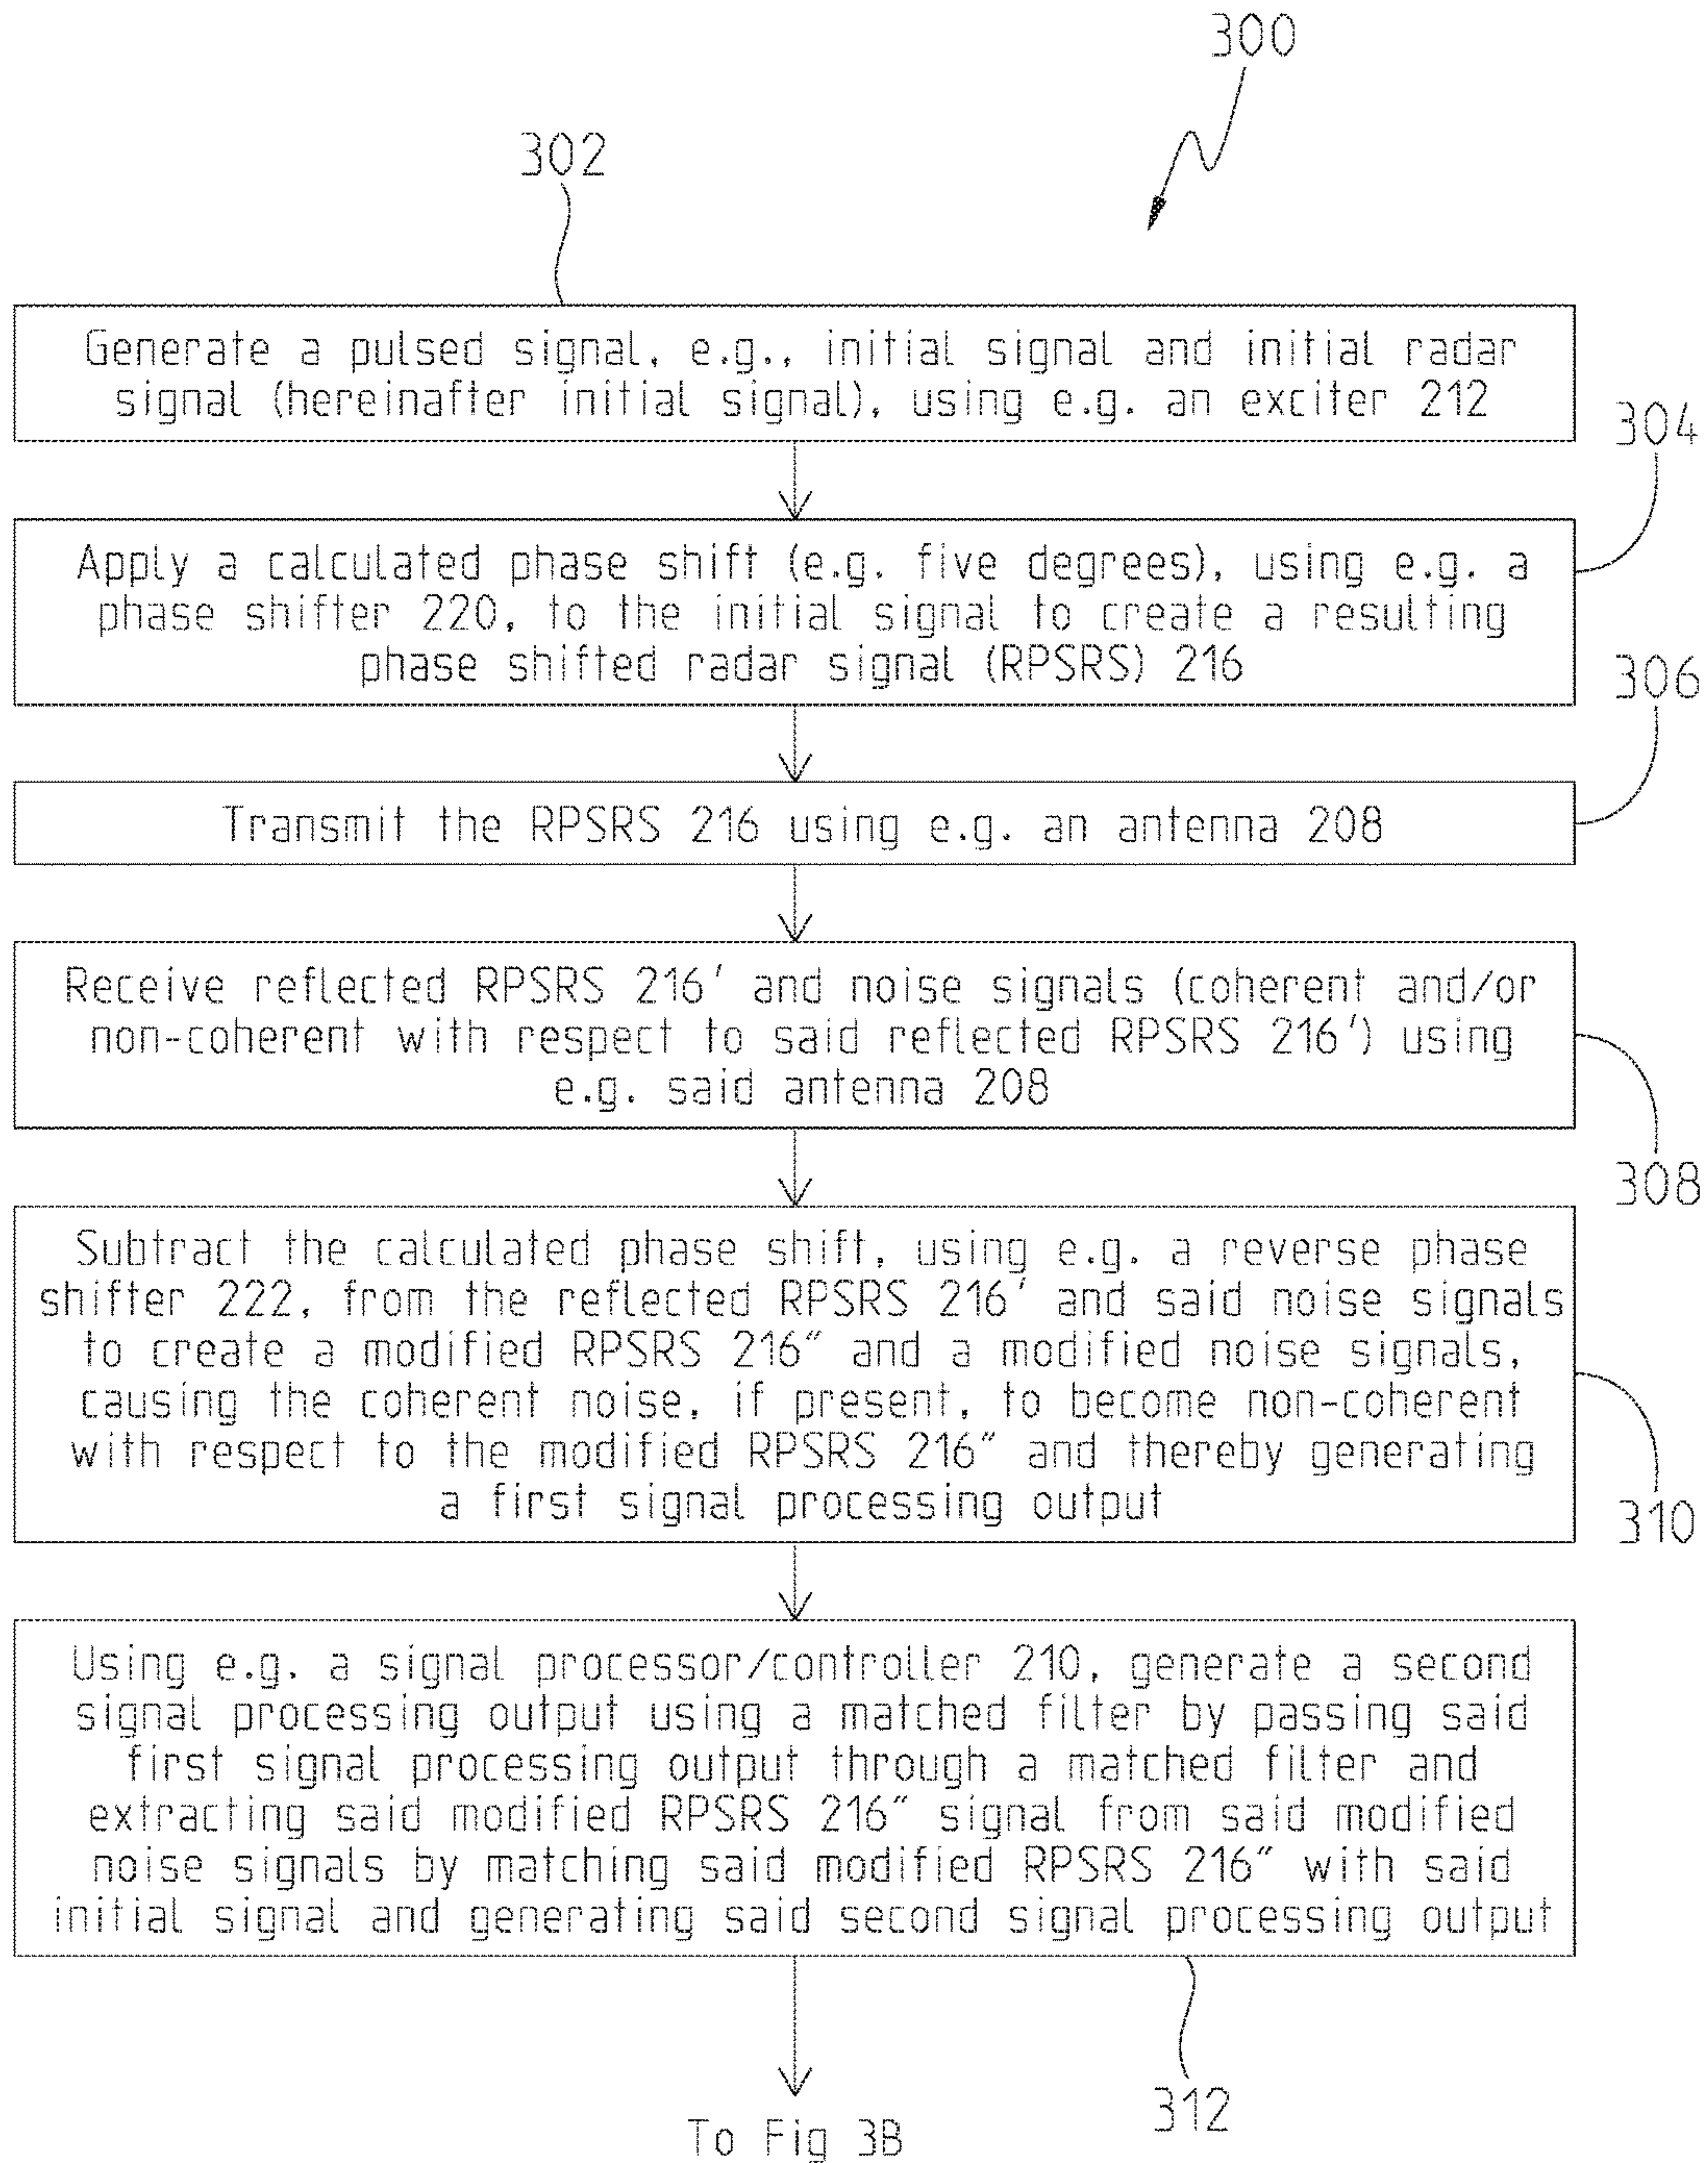 300
302
Generate a pulsed signal, e.g., initial signal and initial radar
signal (hereinafter initial signal), using e.g. an exciter 212
304
Apply a calculated phase shift (e.g. five degrees), using e.g. a
phase shifter 220, to the initial signal to create a resulting
phase shifted radar signal (RPSRS) 216
306
Transmit the RPSRS 216 using e.g. an antenna 208
Receive reflected RPSRS 216′ and noise signals (coherent and/or
non-coherent with respect to said reflected RPSRS 216′) using
e.g. said antenna 208
308
Subtract the calculated phase shift, using e.g. a reverse phase
shifter 222, from the reflected RPSRS 216′ and said noise signals
to create a modified RPSRS 216″ and a modified noise signals,
causing the coherent noise, if present, to become non-coherent
with respect to the modified RPSRS 216″ and thereby generating
a first signal processing output
310
Using e.g. a signal processor/controller 210, generate a second
signal processing output using a matched filter by passing said
first signal processing output through a matched filter and
extracting said modified RPSRS 216″ signal from said modified
noise signals by matching said modified RPSRS 216″ with said
initial signal and generating said second signal processing output
312
To Fig 3B